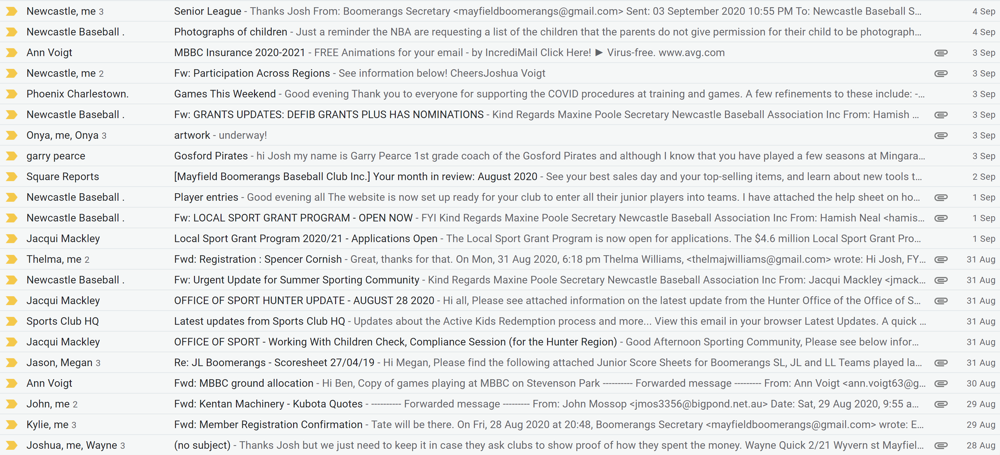 Newcastle, me 3 Senior League - Thanks Josh From: Boomerangs Secretary <mayfieldboomerangs@gmail.com> Sent: 03 September 2020 10:55 PM To: Newcastle Baseball S... 4 Sep
Newcastle Baseball . Photographs of children - Just a reminder the NBA are requesting a list of the children that the parents do not give permission for their child to be photograph... 4 Sep
Ann Voigt MBBC Insurance 2020-2021 - FREE Animations for your email - by IncrediMail Click Here! ► Virus-free. www.avg.com 3 Sep
Newcastle, me 2 Fw: Participation Across Regions - See information below! CheersJoshua Voigt 3 Sep
Phoenix Charlestown. Games This Weekend - Good evening Thank you to everyone for supporting the COVID procedures at training and games. A few refinements to these include: -... 3 Sep
Newcastle Baseball . Fw: GRANTS UPDATES: DEFIB GRANTS PLUS HAS NOMINATIONS - Kind Regards Maxine Poole Secretary Newcastle Baseball Association Inc From: Hamish ... 3 Sep
Onya, me, Onya 3 artwork - underway! 3 Sep
garry pearce Gosford Pirates - hi Josh my name is Garry Pearce 1st grade coach of the Gosford Pirates and although I know that you have played a few seasons at Mingara... 3 Sep
Square Reports [Mayfield Boomerangs Baseball Club Inc.] Your month in review: August 2020 - See your best sales day and your top-selling items, and learn about new tools t... 2 Sep
Newcastle Baseball . Player entries - Good evening all The website is now set up ready for your club to enter all their junior players into teams. I have attached the help sheet on ho... 1 Sep
Newcastle Baseball . Fw: LOCAL SPORT GRANT PROGRAM - OPEN NOW - FYI Kind Regards Maxine Poole Secretary Newcastle Baseball Association Inc From: Hamish Neal <hamis... 1 Sep
Jacqui Mackley Local Sport Grant Program 2020/21 - Applications Open - The Local Sport Grant Program is now open for applications. The $4.6 million Local Sport Grant Pro... 1 Sep
Thelma, me 2 Fwd: Registration : Spencer Cornish - Great, thanks for that. On Mon, 31 Aug 2020, 6:18 pm Thelma Williams, <thelmajwilliams@gmail.com> wrote: Hi Josh, FY... 31 Aug
Newcastle Baseball . Fw: Urgent Update for Summer Sporting Community - Kind Regards Maxine Poole Secretary Newcastle Baseball Association Inc From: Jacqui Mackley <jmack... 31 Aug
Jacqui Mackley OFFICE OF SPORT HUNTER UPDATE - AUGUST 28 2020 - Hi all, Please see attached information on the latest update from the Hunter Office of the Office of S... 31 Aug
Sports Club HQ Latest updates from Sports Club HQ - Updates about the Active Kids Redemption process and more... View this email in your browser Latest Updates. A quick ... 31 Aug
Jacqui Mackley OFFICE OF SPORT - Working With Children Check, Compliance Session (for the Hunter Region) - Good Afternoon Sporting Community, Please see below infor... 31 Aug
Jason, Megan 3 Re: JL Boomerangs - Scoresheet 27/04/19 - Hi Megan, Please find the following attached Junior Score Sheets for Boomerangs SL, JL and LL Teams played la... 31 Aug
Ann Voigt Fwd: MBBC ground allocation - Hi Ben, Copy of games playing at MBBC on Stevenson Park ---------- Forwarded message --------- From: Ann Voigt <ann.voigt63@g... 30 Aug
John, me 2 Fwd: Kentan Machinery - Kubota Quotes - ---------- Forwarded message --------- From: John Mossop <jmos3356@bigpond.net.au> Date: Sat, 29 Aug 2020, 9:55 a... 29 Aug
Kylie, me 3 Fwd: Member Registration Confirmation - Tate will be there. On Fri, 28 Aug 2020 at 20:48, Boomerangs Secretary <mayfieldboomerangs@gmail.com> wrote: E... 29 Aug
Joshua, me, Wayne 3 (no subject) - Thanks Josh but we just need to keep it in case they ask clubs to show proof of how they spent the money. Wayne Quick 2/21 Wyvern st Mayfiel... 28 Aug